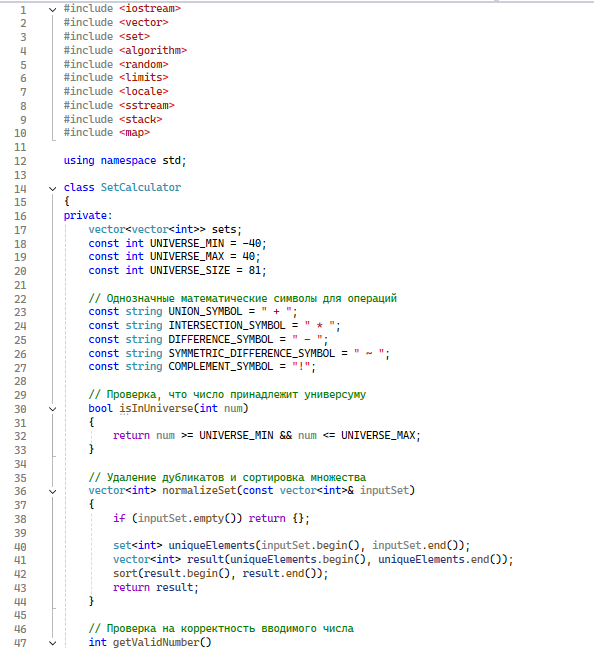 1 #include <iostream>
2 #include <vector>
3 #include <set>
4 #include <algorithm>
5 #include <random>
6 #include <limits>
7 #include <locale>
8 #include <sstream>
9 #include <stack>
10 #include <map>
11
12 using namespace std;
13
14 class SetCalculator
15 {
16 private:
17     vector<vector<int>> sets;
18     const int UNIVERSE_MIN = -40;
19     const int UNIVERSE_MAX = 40;
20     const int UNIVERSE_SIZE = 81;
21
22     // Однозначные математические символы для операций
23     const string UNION_SYMBOL = " + ";
24     const string INTERSECTION_SYMBOL = " * ";
25     const string DIFFERENCE_SYMBOL = " - ";
26     const string SYMMETRIC_DIFFERENCE_SYMBOL = " ~ ";
27     const string COMPLEMENT_SYMBOL = "!";
28
29     // Проверка, что число принадлежит универсуму
30     bool isInUniverse(int num)
31     {
32         return num >= UNIVERSE_MIN && num <= UNIVERSE_MAX;
33     }
34
35     // Удаление дубликатов и сортировка множества
36     vector<int> normalizeSet(const vector<int>& inputSet)
37     {
38         if (inputSet.empty()) return {};
39
40         set<int> uniqueElements(inputSet.begin(), inputSet.end());
41         vector<int> result(uniqueElements.begin(), uniqueElements.end());
42         sort(result.begin(), result.end());
43         return result;
44     }
45
46     // Проверка на корректность вводимого числа
47     int getValidNumber()